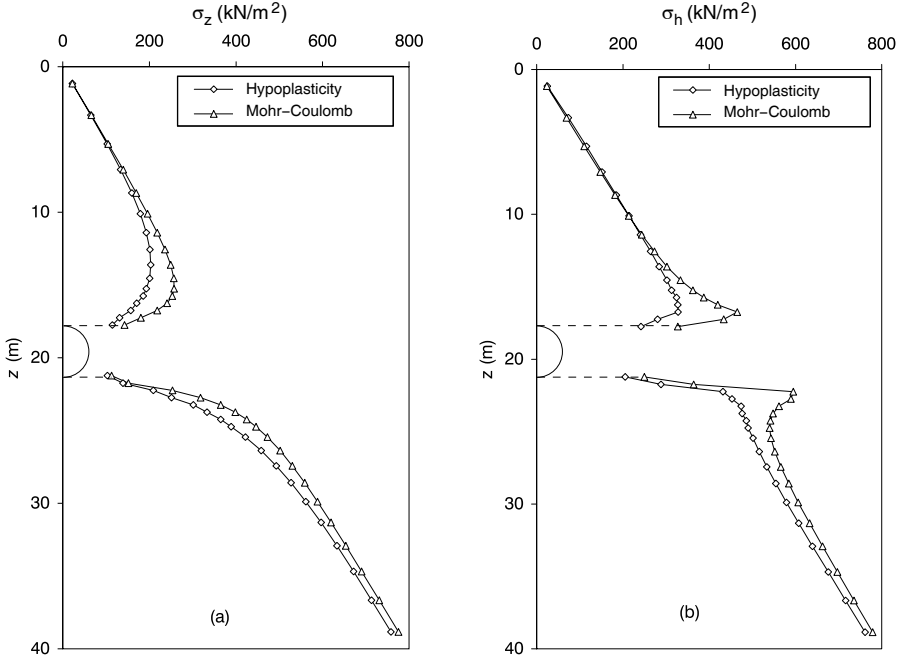 σz (kN/m²)
0 200 400 600 800
0
10
20
30
40
z (m)
Hypoplasticity
Mohr−Coulomb
(a)
σh (kN/m²)
0 200 400 600 800
0
10
20
30
40
z (m)
Hypoplasticity
Mohr−Coulomb
(b)